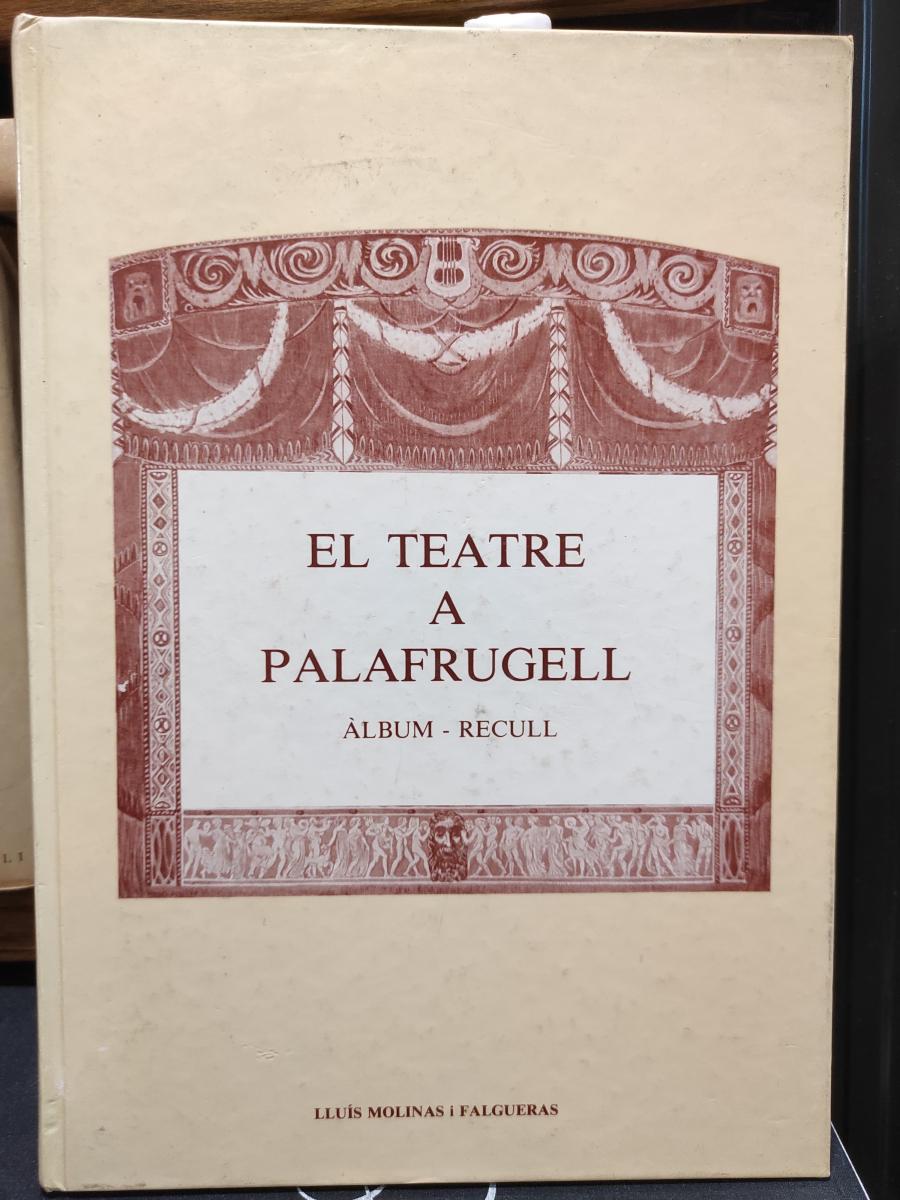 EL TEATRE
A
PALAFRUGELL
ÀLBUM - RECULL
LLUÍS MOLINAS i FALGUERAS